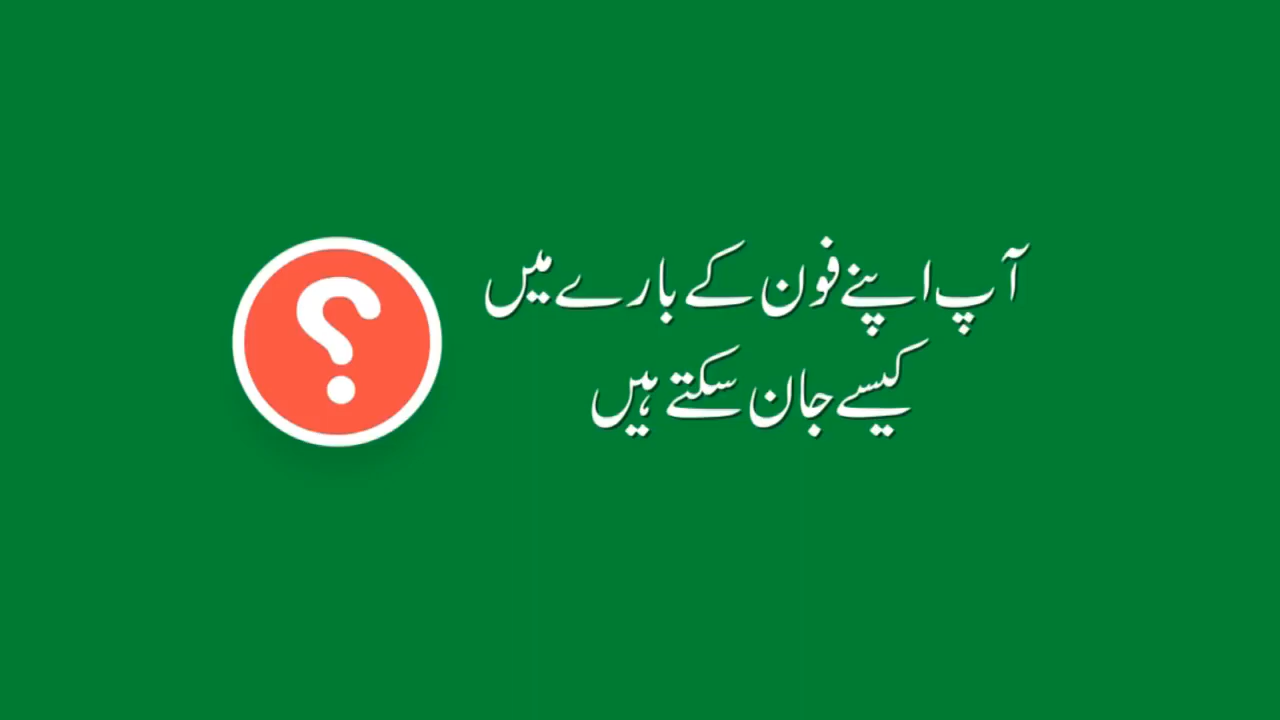 آپ اپنے فون کے بارے میں
کیسے جان سکتے ہیں
؟